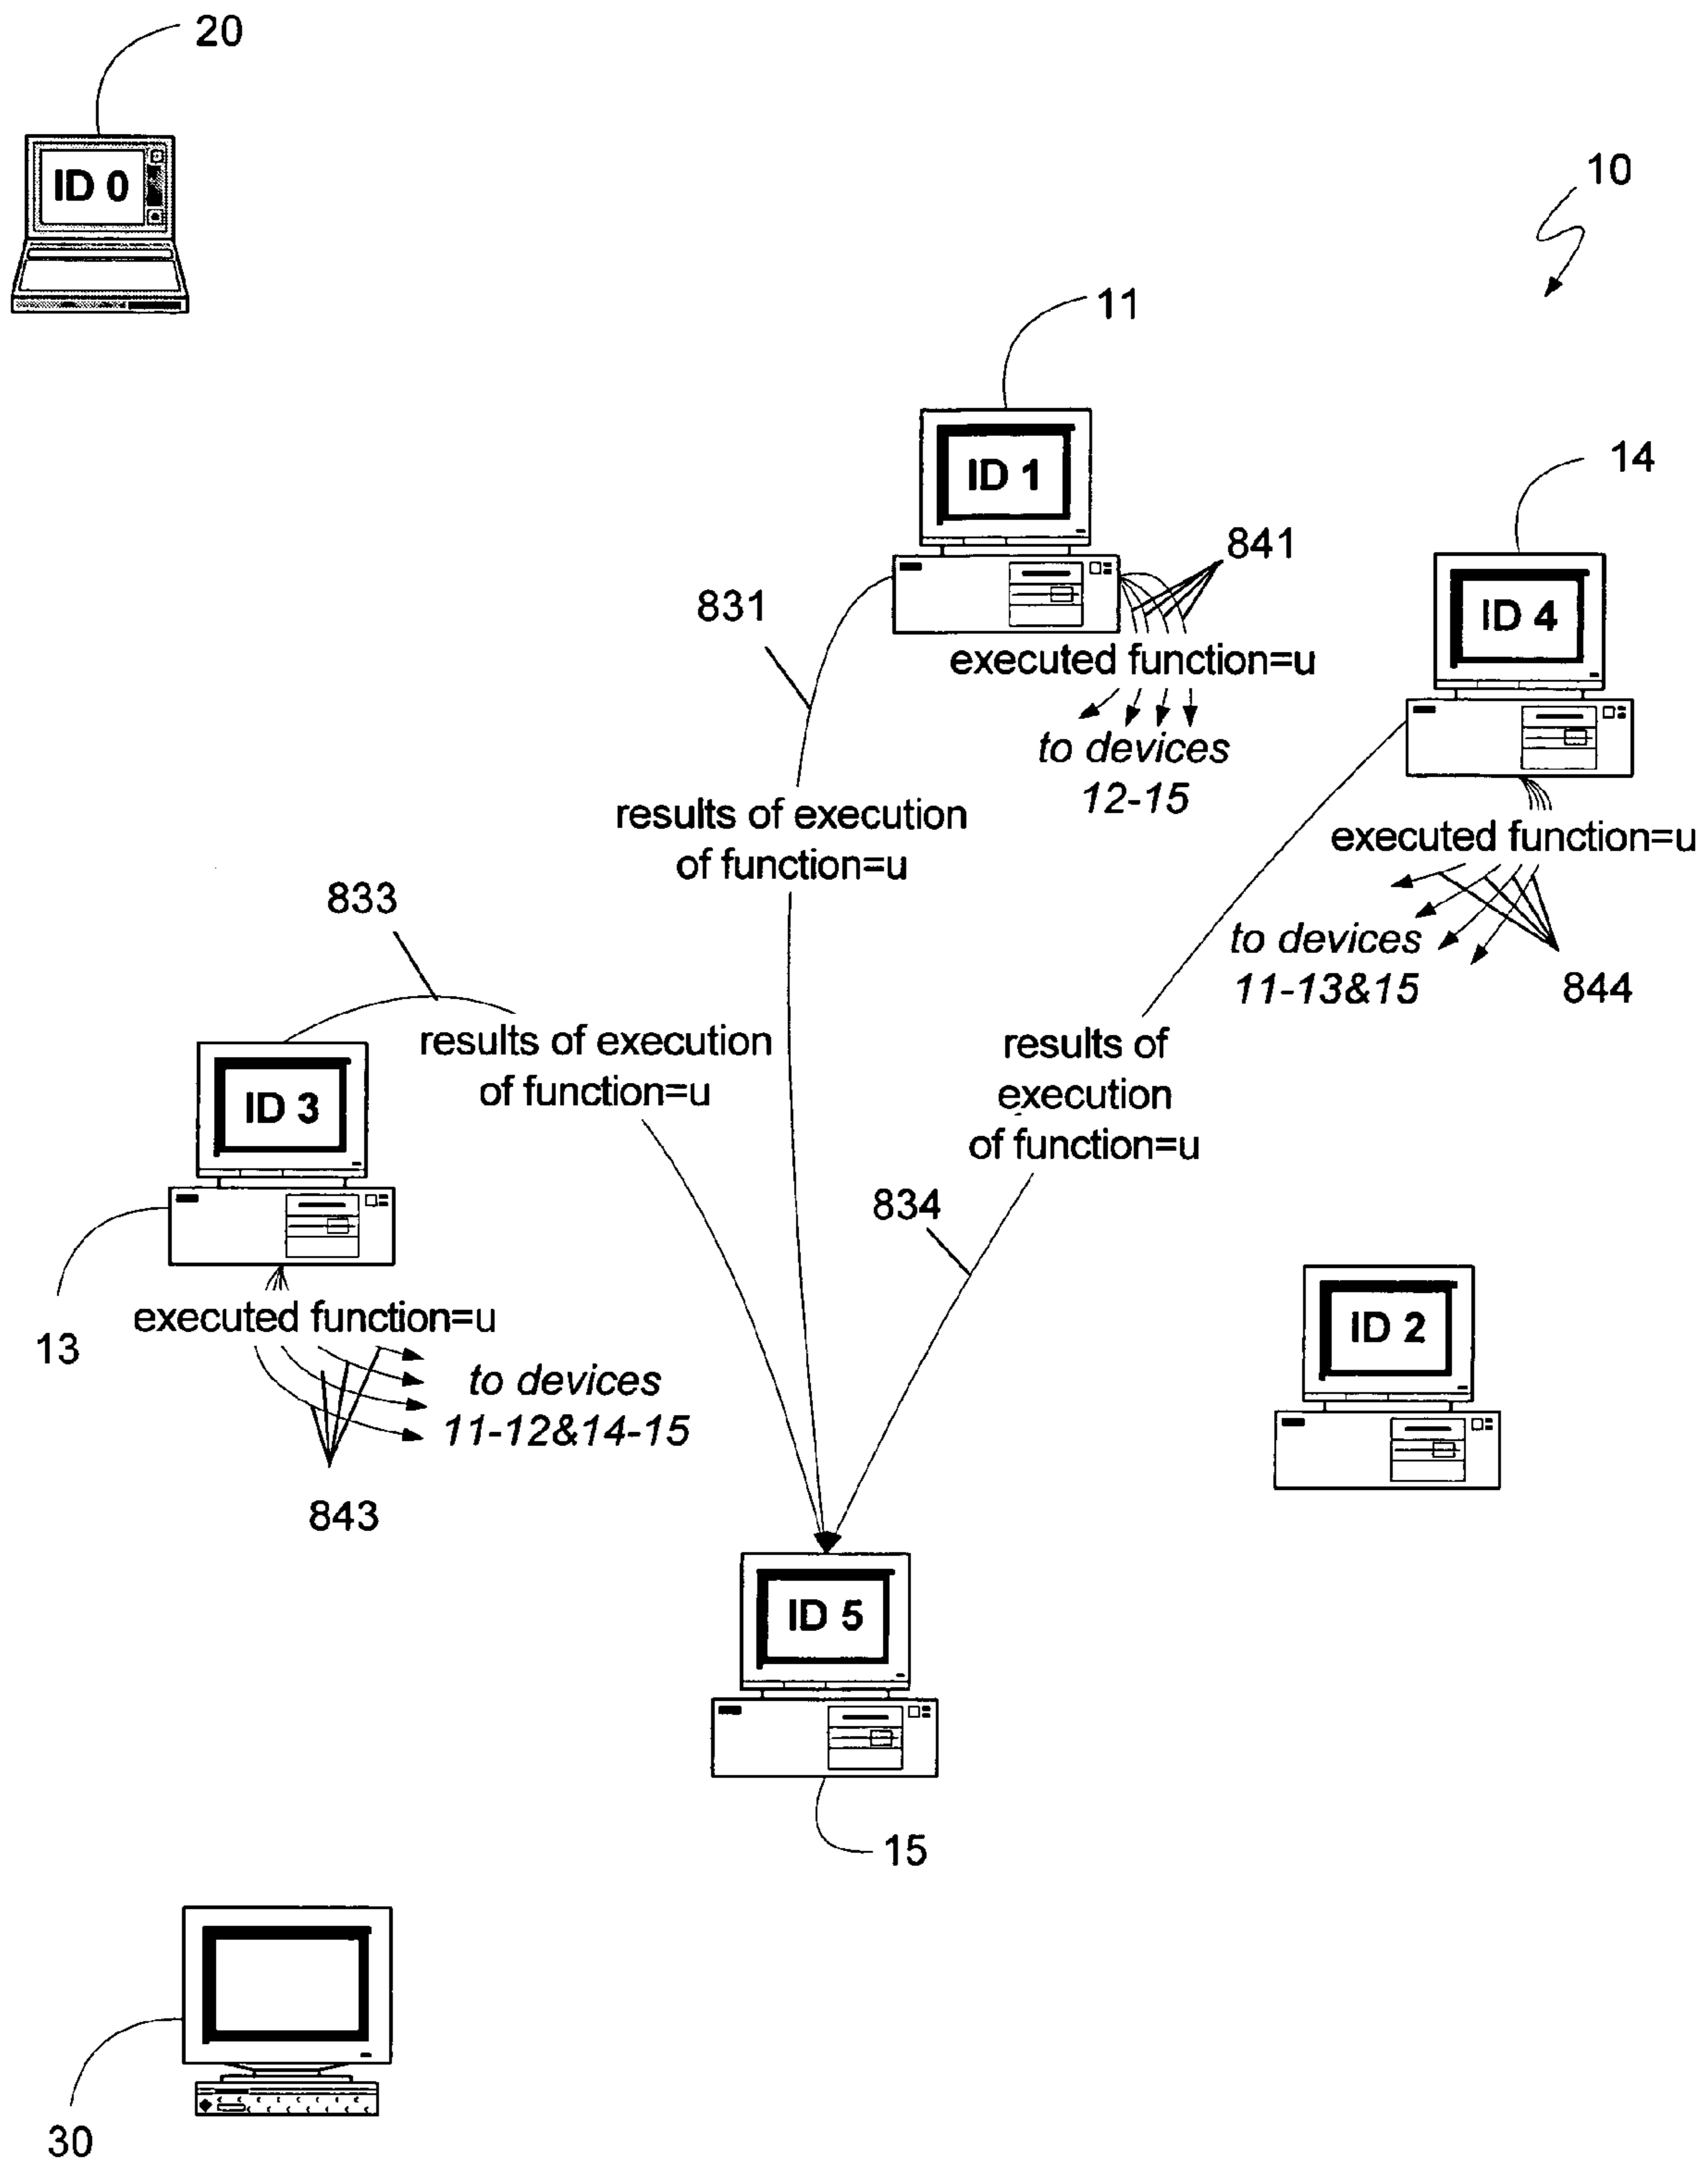 20
ID 0
10
11
ID 1
14
841
ID 4
831
executed function=u
to devices
12-15
results of execution
of function=u
executed function=u
833
to devices
11-13&15
844
results of execution
of function=u
results of
execution
of function=u
ID 3
834
13
executed function=u
to devices
11-12&14-15
843
ID 2
ID 5
15
30